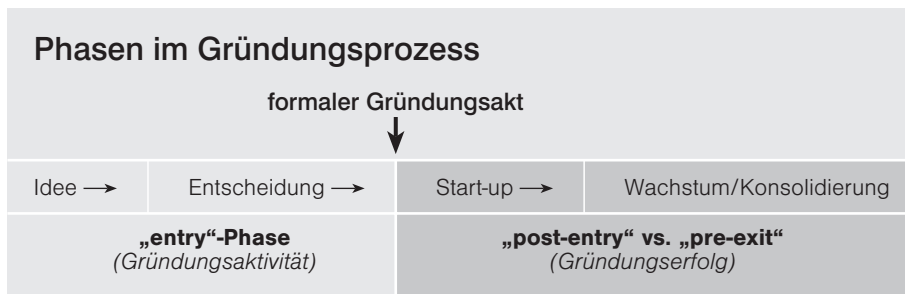 Phasen im Gründungsprozess
formaler Gründungsakt
Idee → Entscheidung → Start-up → Wachstum/Konsolidierung
„entry“-Phase „post-entry“ vs. „pre-exit“
(Gründungsaktivität) (Gründungserfolg)